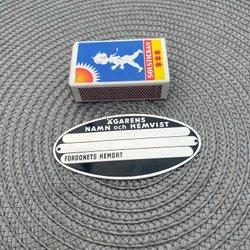 SOLSTICKAN
ÄGARENS
NAMN och HEMVIST
FORDONETS HEMORT